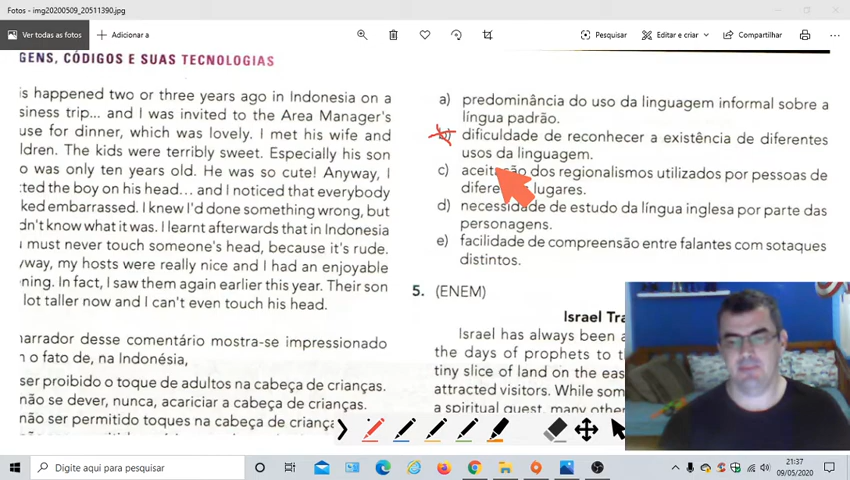 Fotos - img20200509_20511390.jpg
Ver todas as fotos
Adicionar a
Pesquisar
Editar e criar
Compartilhar
GENS, CÓDIGOS E SUAS TECNOLOGIAS
is happened two or three years ago in Indonesia on a
siness trip... and I was invited to the Area Manager's
use for dinner, which was lovely. I met his wife and
ldren. The kids were terribly sweet. Especially his son
o was only ten years old. He was so cute! Anyway, I
ted the boy on his head... and I noticed that everybody
ked embarrassed. I knew I'd done something wrong, but
dn't know what it was. I learnt afterwards that in Indonesia
must never touch someone's head, because it's rude.
yway, my hosts were really nice and I had an enjoyable
ning. In fact, I saw them again earlier this year. Their son
lot taller now and I can't even touch his head.
narrador desse comentário mostra-se impressionado
o fato de, na Indonésia,
ser proibido o toque de adultos na cabeça de crianças.
não se dever, nunca, acariciar a cabeça de crianças.
não ser permitido toques na cabeça de criança
a) predominância do uso da linguagem informal sobre a
língua padrão.
b) dificuldade de reconhecer a existência de diferentes
usos da linguagem.
c) aceitação dos regionalismos utilizados por pessoas de
diferentes lugares.
d) necessidade de estudo da língua inglesa por parte das
personagens.
e) facilidade de compreensão entre falantes com sotaques
distintos.
5. (ENEM)
Israel Tra
Israel has always been a
the days of prophets to t
tiny slice of land on the eas
attracted visitors. While som
a spiritual quest, many other
Digite aqui para pesquisar
21:37
09/05/2020